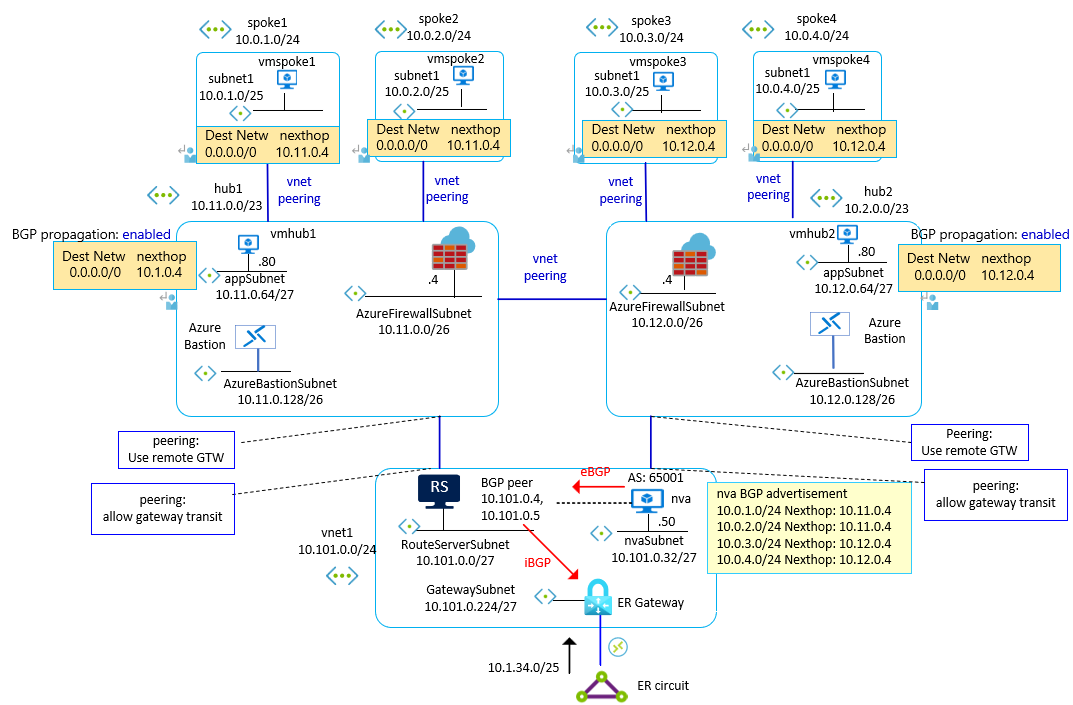 spoke1
10.0.1.0/24
spoke2
10.0.2.0/24
spoke3
10.0.3.0/24
spoke4
10.0.4.0/24
vmspoke1
subnet1
10.0.1.0/25
vmspoke2
subnet1
10.0.2.0/25
vmspoke3
subnet1
10.0.3.0/25
vmspoke4
subnet1
10.0.4.0/25
Dest Netw nexthop
0.0.0.0/0 10.11.0.4
Dest Netw nexthop
0.0.0.0/0 10.11.0.4
Dest Netw nexthop
0.0.0.0/0 10.12.0.4
Dest Netw nexthop
0.0.0.0/0 10.12.0.4
vnet
peering
vnet
peering
vnet
peering
vnet
peering
hub1
10.11.0.0/23
hub2
10.2.0.0/23
BGP propagation: enabled
Dest Netw nexthop
0.0.0.0/0 10.1.0.4
vmhub1
.80
appSubnet
10.11.0.64/27
.4
AzureFirewallSubnet
10.11.0.0/26
Azure
Bastion
AzureBastionSubnet
10.11.0.128/26
vnet
peering
vmhub2
.80
appSubnet
10.12.0.64/27
.4
AzureFirewallSubnet
10.12.0.0/26
BGP propagation: enabled
Dest Netw nexthop
0.0.0.0/0 10.12.0.4
Azure
Bastion
AzureBastionSubnet
10.12.0.128/26
peering:
Use remote GTW
Peering:
Use remote GTW
peering:
allow gateway transit
peering:
allow gateway transit
RS
BGP peer
10.101.0.4,
10.101.0.5
eBGP
AS: 65001
nva
.50
nvaSubnet
10.101.0.32/27
RouteServerSubnet
10.101.0.0/27
vnet1
10.101.0.0/24
iBGP
GatewaySubnet
10.101.0.224/27
ER Gateway
nva BGP advertisement
10.0.1.0/24 Nexthop: 10.11.0.4
10.0.2.0/24 Nexthop: 10.11.0.4
10.0.3.0/24 Nexthop: 10.12.0.4
10.0.4.0/24 Nexthop: 10.12.0.4
10.1.34.0/25
ER circuit